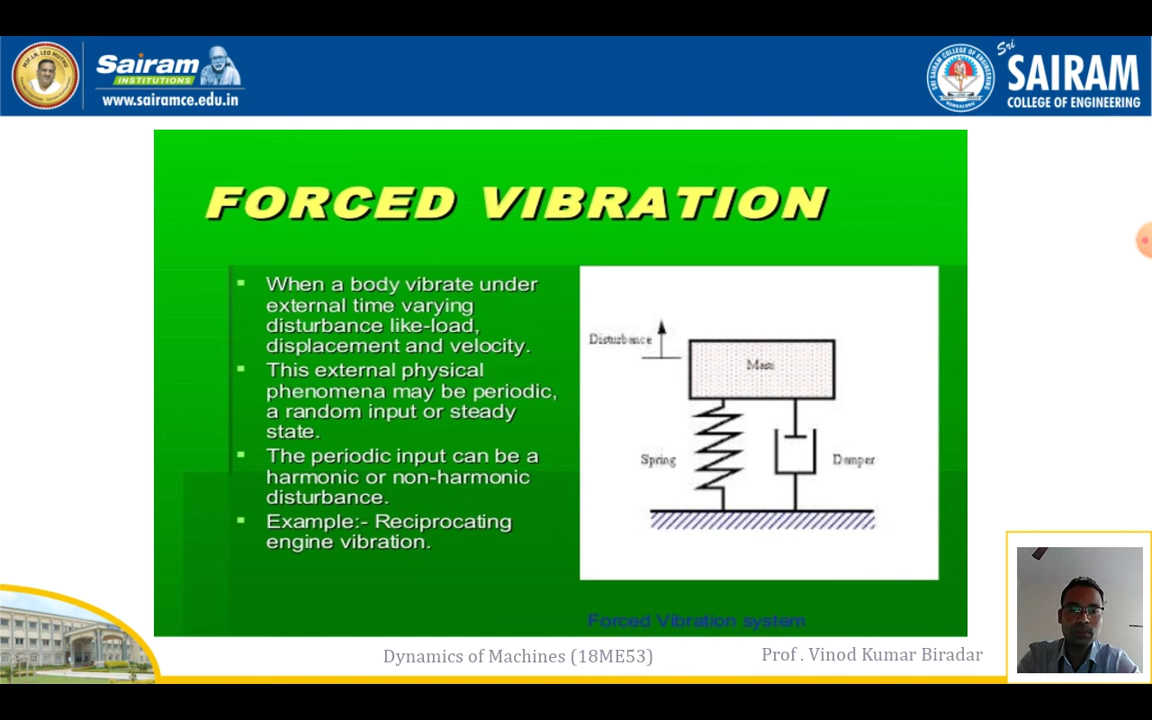 Sairam
INSTITUTIONS
www.sairamce.edu.in
Sri
SAIRAM
COLLEGE OF ENGINEERING
FORCED VIBRATION
When a body vibrate under
external time varying
disturbance like-load,
displacement and velocity.
This external physical
phenomena may be periodic,
a random input or steady
state.
The periodic input can be a
harmonic or non-harmonic
disturbance.
Example:- Reciprocating
engine vibration.
Disturbance
Mass
Spring
Damper
Forced Vibration system
Dynamics of Machines (18ME53)
Prof . Vinod Kumar Biradar